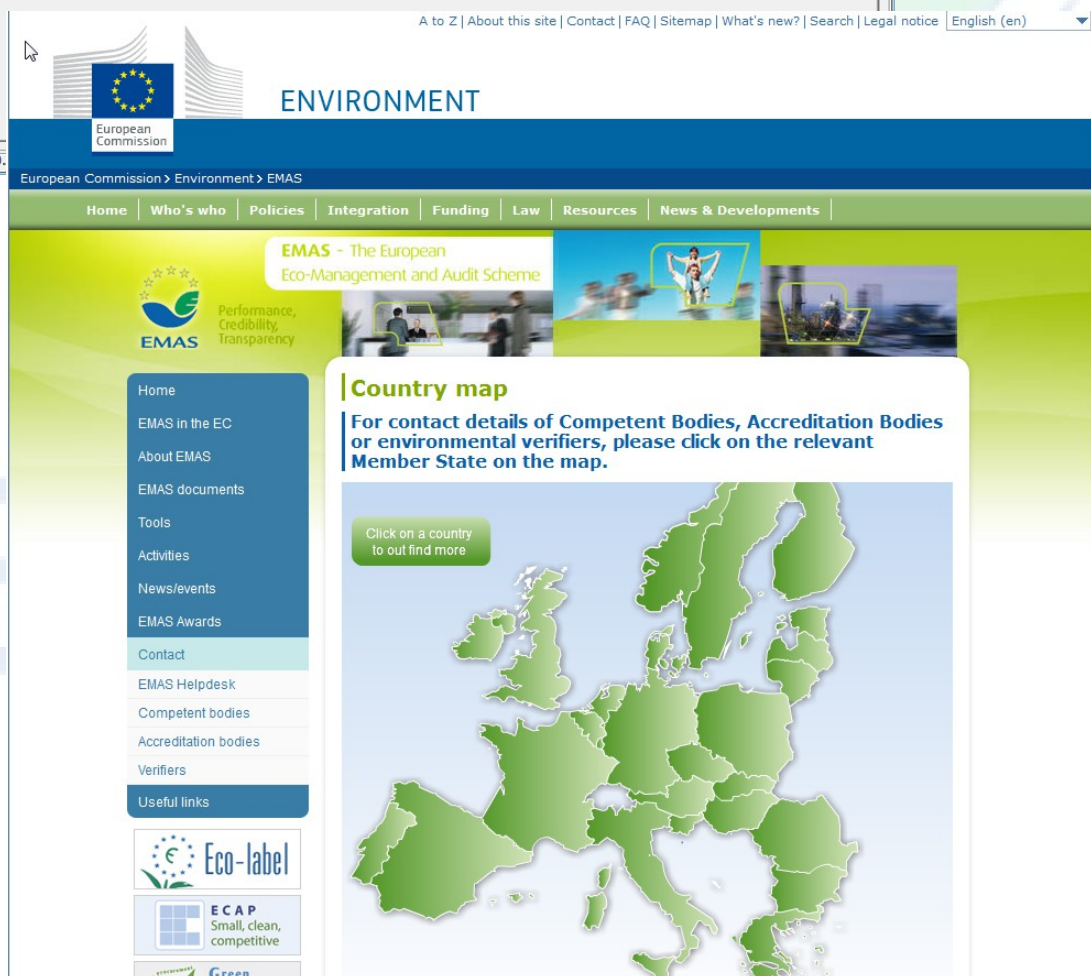 A to Z | About this site | Contact | FAQ | Sitemap | What's new? | Search | Legal notice English (en)
European
Commission
ENVIRONMENT
European Commission > Environment > EMAS
Home | Who's who | Policies | Integration | Funding | Law | Resources | News & Developments
EMAS - The European
Eco-Management and Audit Scheme
EMAS
Performance,
Credibility,
Transparency
Home
EMAS in the EC
About EMAS
EMAS documents
Tools
Activities
News/events
EMAS Awards
Contact
EMAS Helpdesk
Competent bodies
Accreditation bodies
Verifiers
Useful links
Eco-label
ECAP
Small, clean,
competitive
procurement
Green
Country map
For contact details of Competent Bodies, Accreditation Bodies
or environmental verifiers, please click on the relevant
Member State on the map.
Click on a country
to out find more